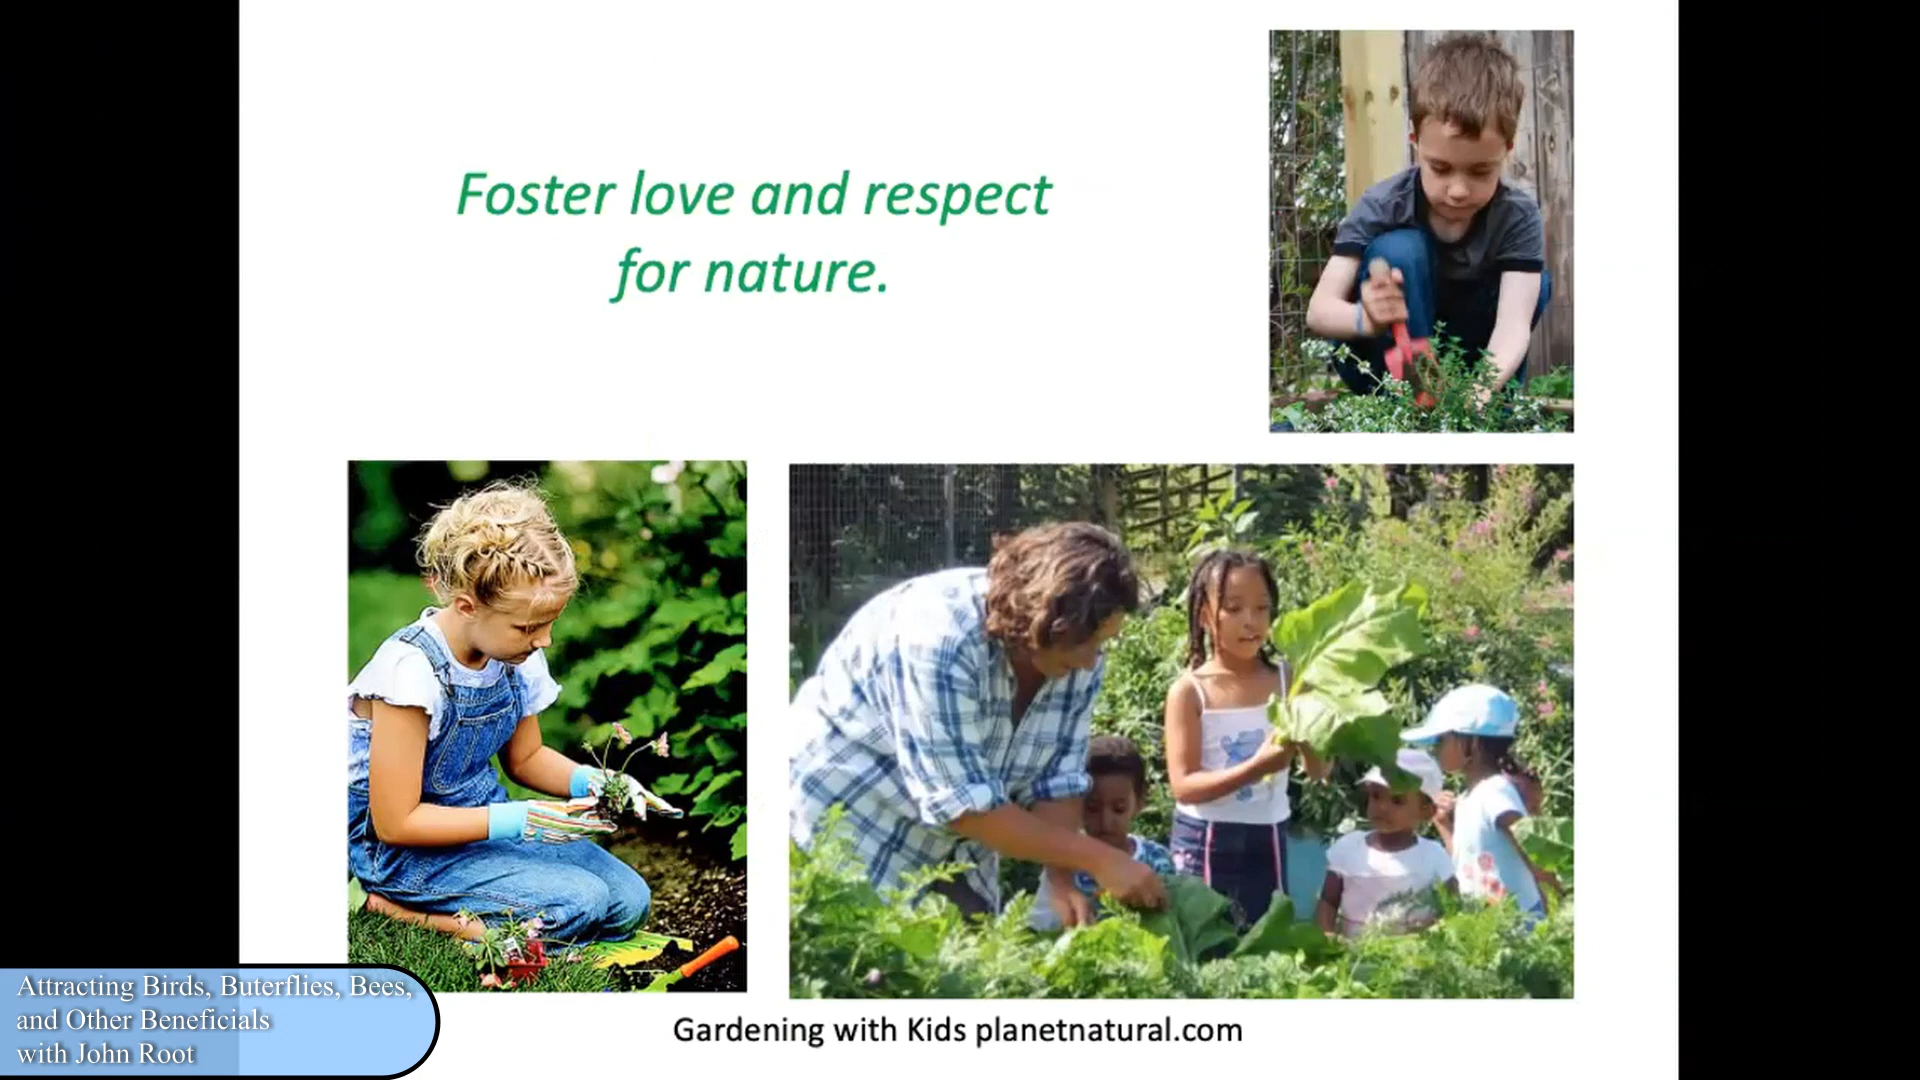 Foster love and respect
for nature.
Gardening with Kids planetnatural.com
Attracting Birds, Buterflies, Bees,
and Other Beneficials
with John Root